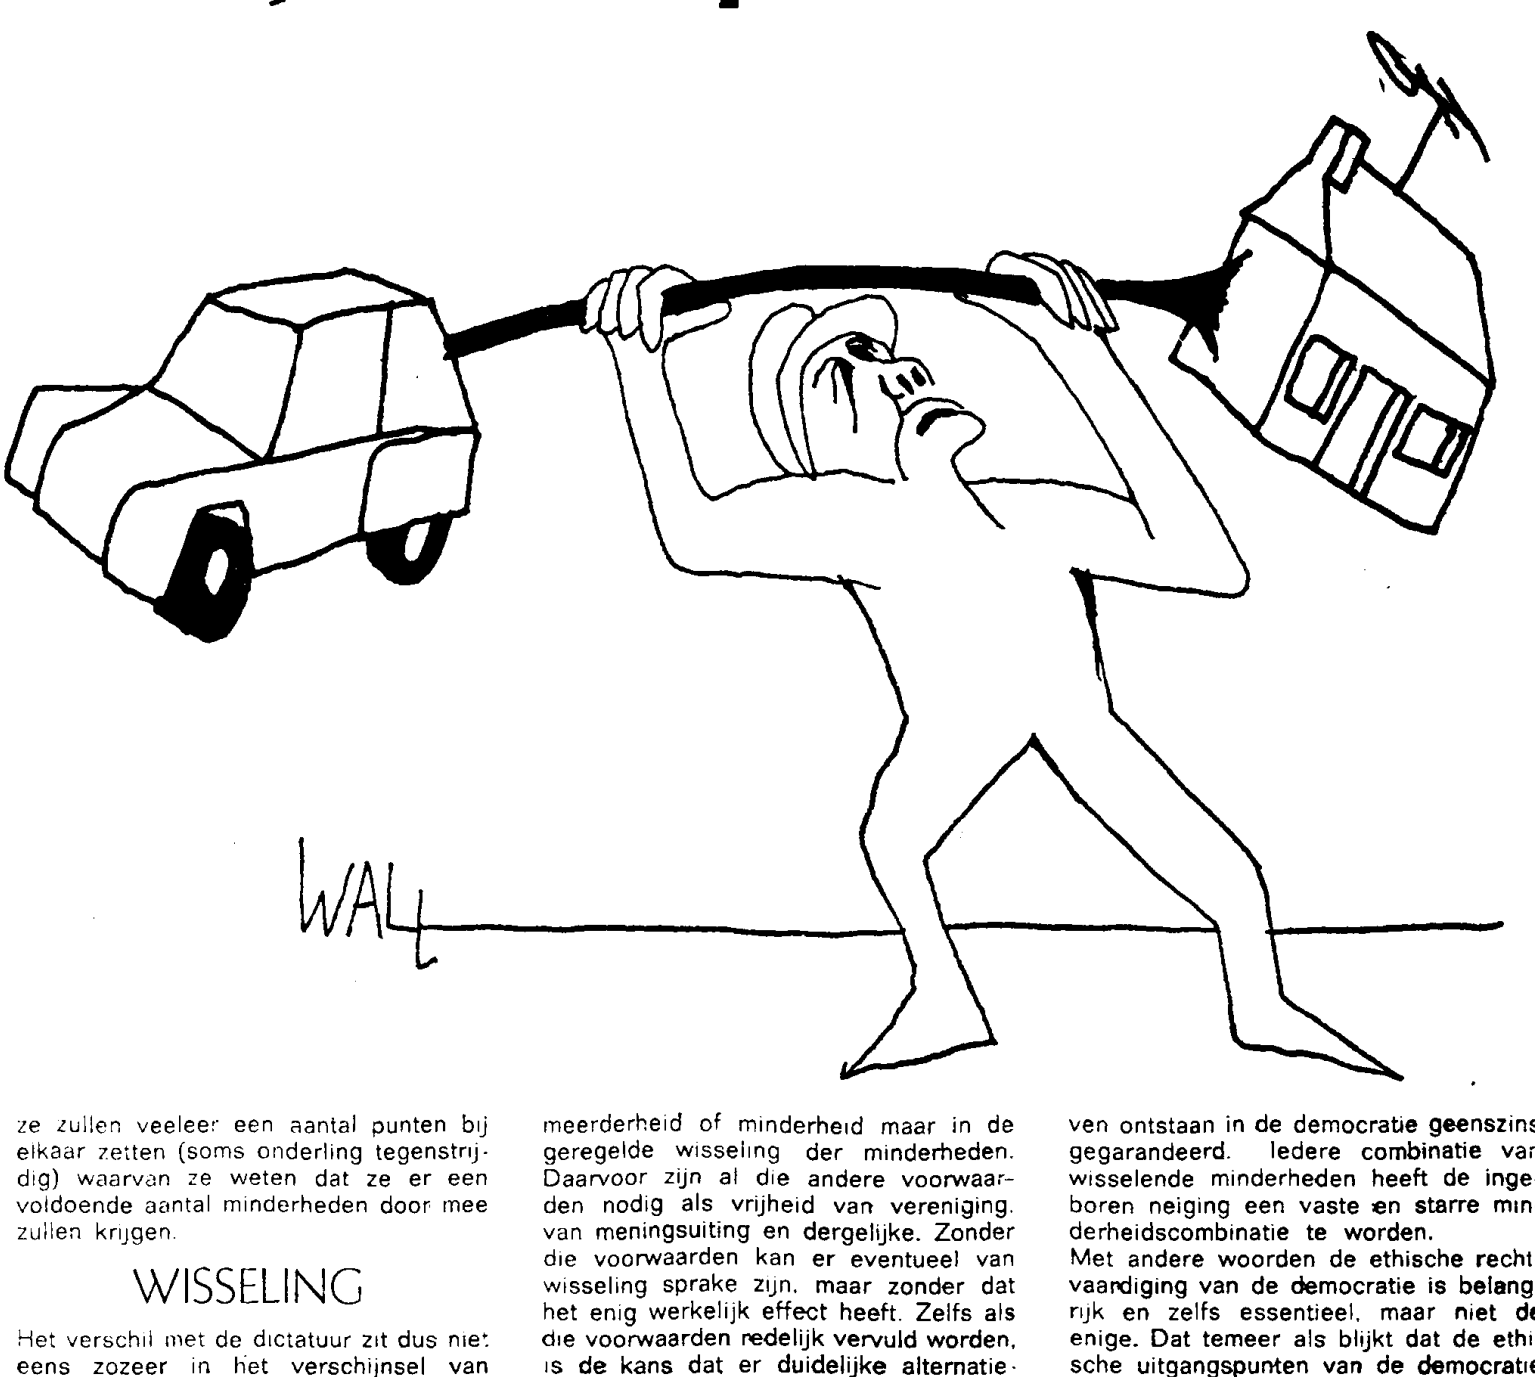 WALL
ze zullen veeleer een aantal punten bij
elkaar zetten (soms onderling tegenstrij-
dig) waarvan ze weten dat ze er een
voldoende aantal minderheden door mee
zullen krijgen.
WISSELING
Het verschil met de dictatuur zit dus niet
eens zozeer in het verschijnsel van
meerderheid of minderheid maar in de
geregelde wisseling der minderheden.
Daarvoor zijn al die andere voorwaar-
den nodig als vrijheid van vereniging.
van meningsuiting en dergelijke. Zonder
die voorwaarden kan er eventueel van
wisseling sprake zijn. maar zonder dat
het enig werkelijk effect heeft. Zelfs als
die voorwaarden redelijk vervuld worden,
is de kans dat er duidelijke alternatie-
ven ontstaan in de democratie geenszins
gegarandeerd. Iedere combinatie van
wisselende minderheden heeft de inge-
boren neiging een vaste en starre min
derheidscombinatie te worden.
Met andere woorden de ethische recht-
vaardiging van de democratie is belang-
rijk en zelfs essentieel, maar niet de
enige. Dat temeer als blijkt dat de ethi
sche uitgangspunten van de democratie